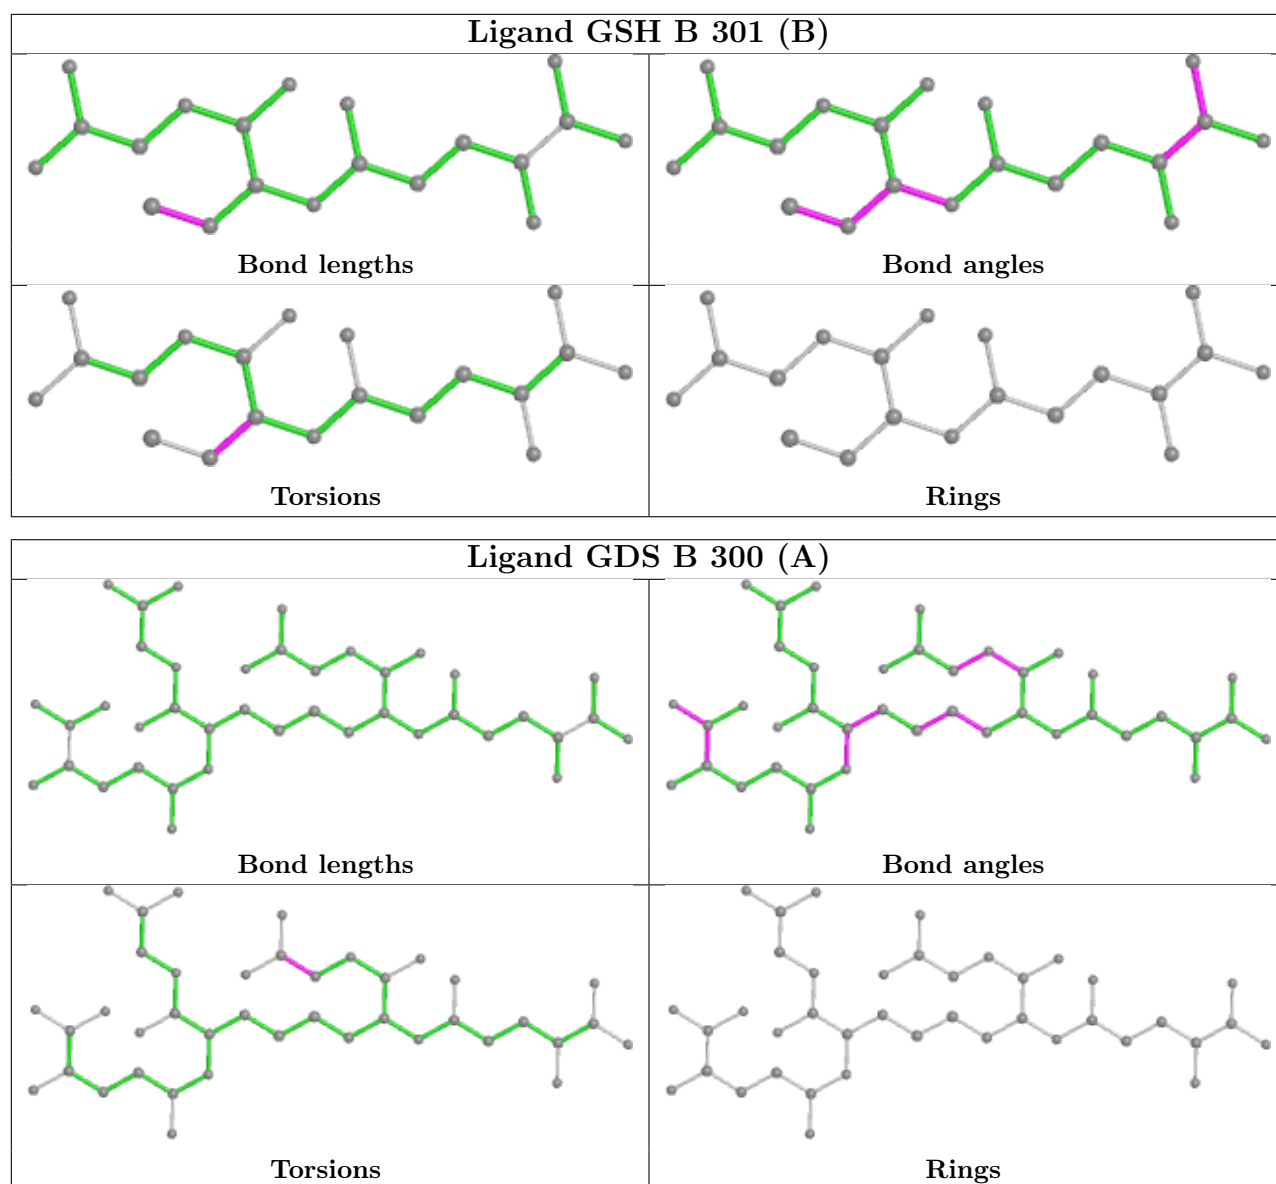 Ligand GSH B 301 (B)
Bond lengths
Bond angles
Torsions
Rings
Ligand GDS B 300 (A)
Bond lengths
Bond angles
Torsions
Rings